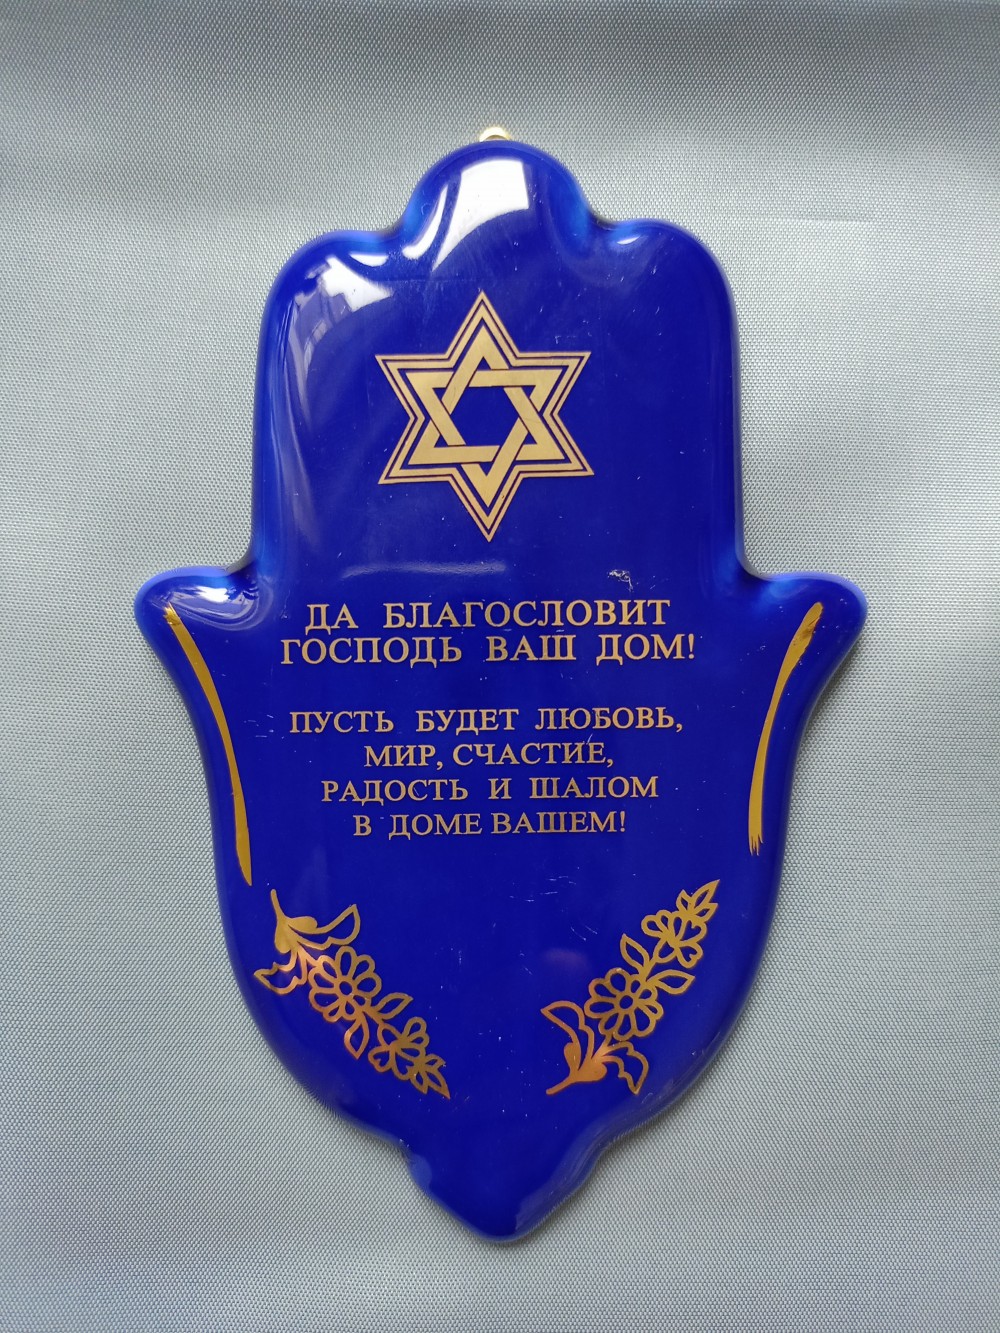 ДА БЛАГОСЛОВИТ
ГОСПОДЬ ВАШ ДОМ!
ПУСТЬ БУДЕТ ЛЮБОВЬ,
МИР, СЧАСТИЕ,
РАДОСТЬ И ШАЛОМ
В ДОМЕ ВАШЕМ!